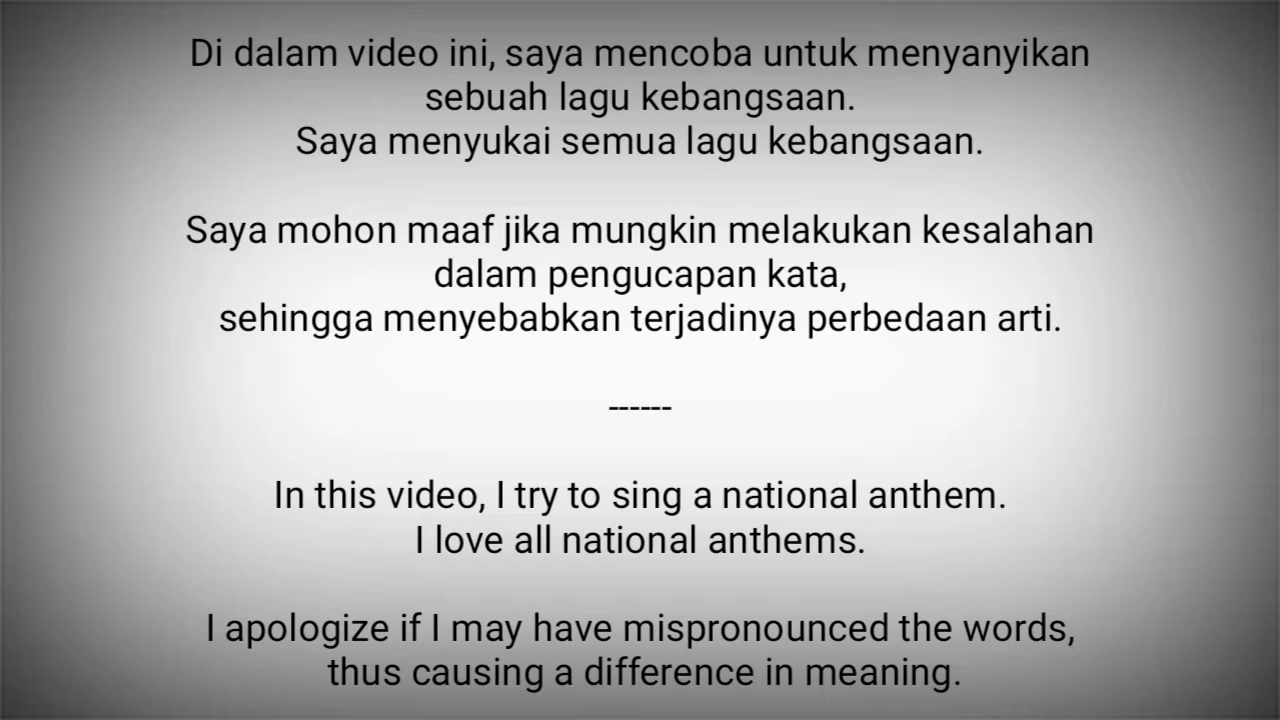 Di dalam video ini, saya mencoba untuk menyanyikan
sebuah lagu kebangsaan.
Saya menyukai semua lagu kebangsaan.
Saya mohon maaf jika mungkin melakukan kesalahan
dalam pengucapan kata,
sehingga menyebabkan terjadinya perbedaan arti.
------
In this video, I try to sing a national anthem.
I love all national anthems.
I apologize if I may have mispronounced the words,
thus causing a difference in meaning.